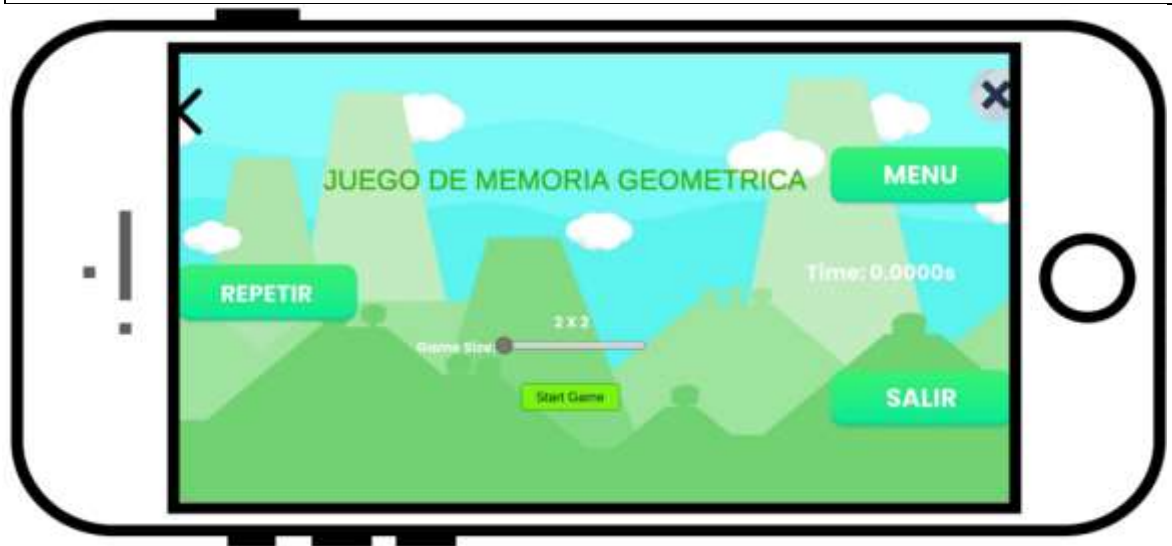 JUEGO DE MEMORIA GEOMETRICA
MENU
Time: 0.0000s
REPETIR
2 X 2
Game Size:
Start Game
SALIR